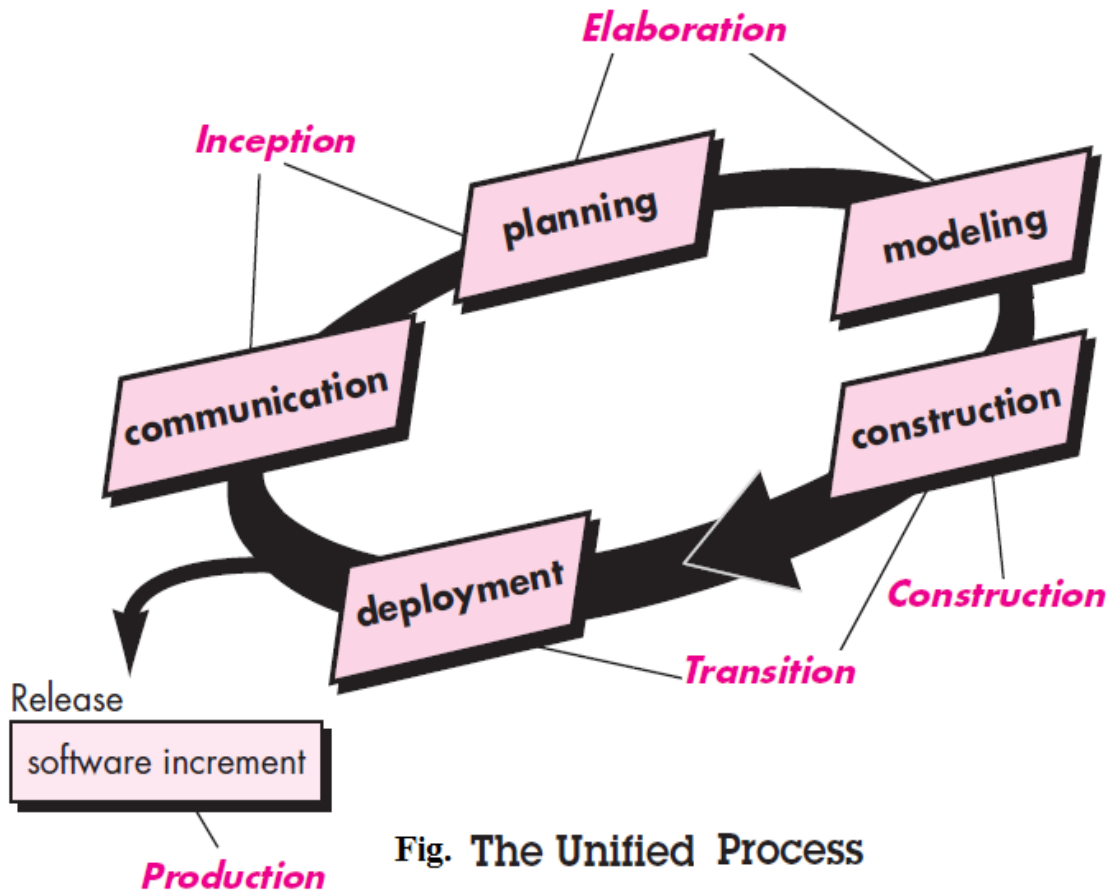 Elaboration
Inception
planning
modeling
communication
construction
deployment
Construction
Transition
Release
software increment
Fig. The Unified Process
Production